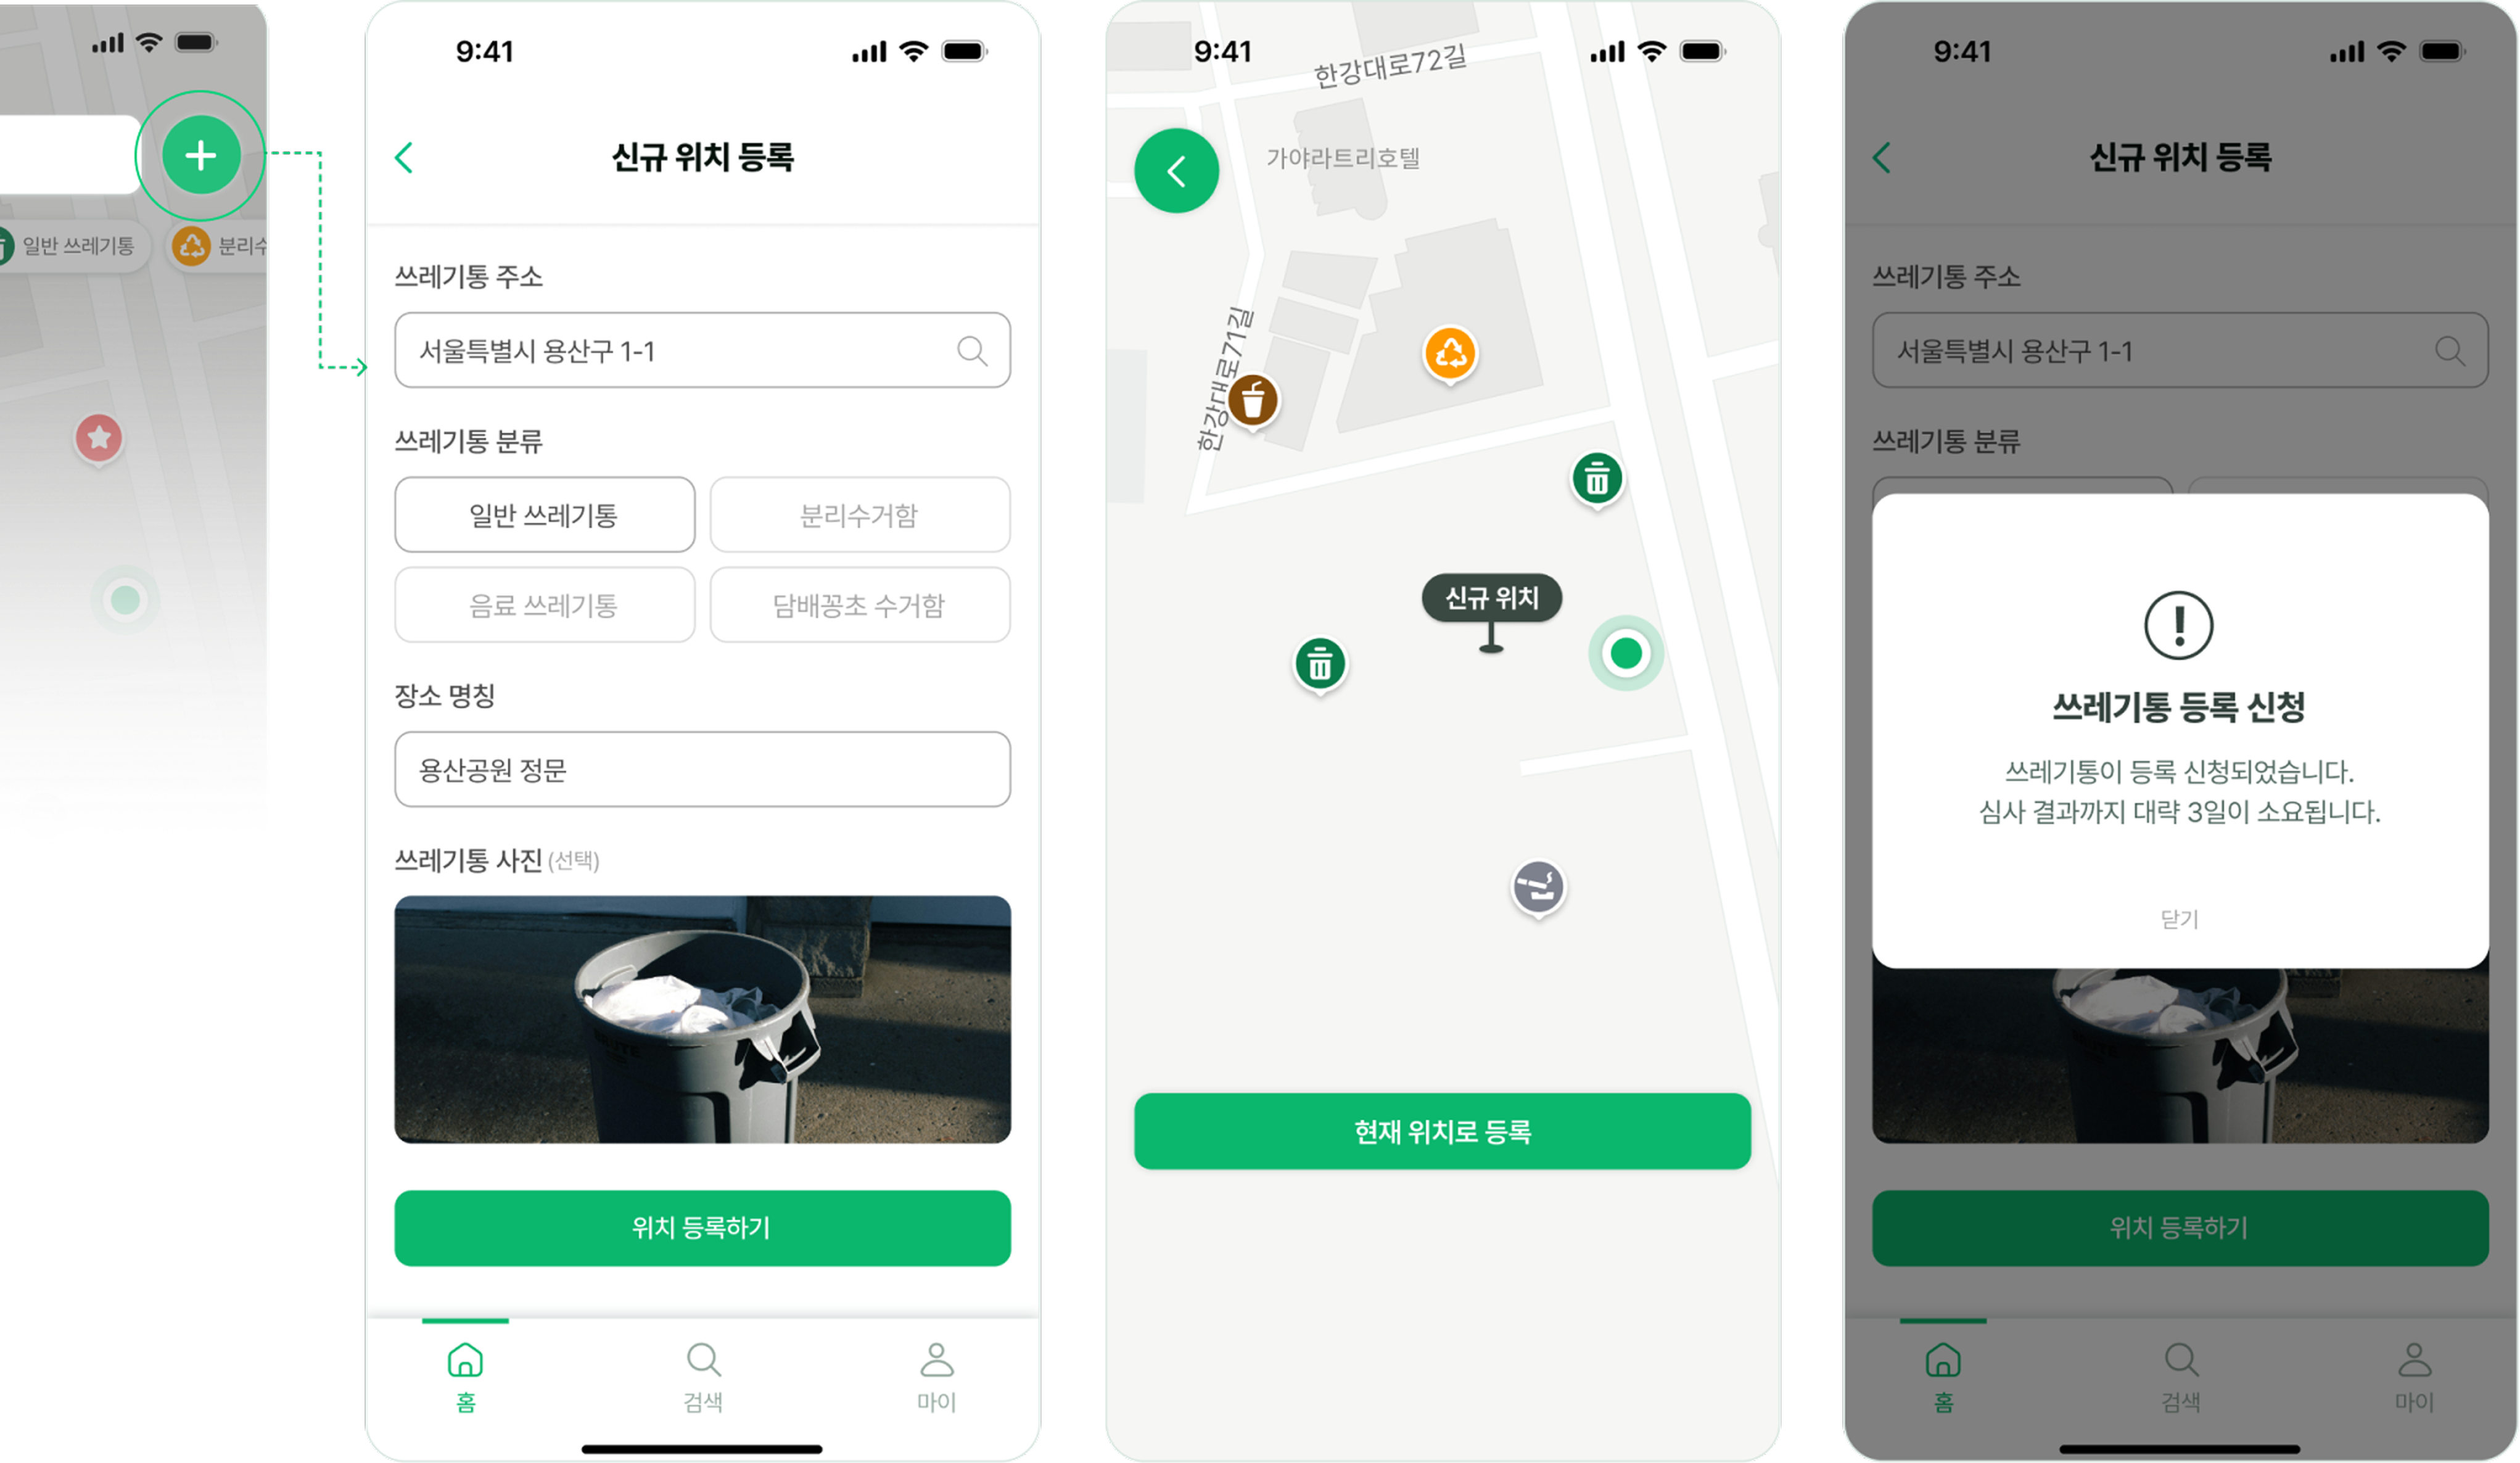 일반 쓰레기통
분리수
9:41
신규 위치 등록
쓰레기통 주소
서울특별시 용산구 1-1
쓰레기통 분류
일반 쓰레기통
분리수거함
음료 쓰레기통
담배꽁초 수거함
장소 명칭
용산공원 정문
쓰레기통 사진 (선택)
위치 등록하기
홈
검색
마이
9:41
한강대로72길
가야라트리호텔
한강대로71길
신규 위치
현재 위치로 등록
9:41
신규 위치 등록
쓰레기통 주소
서울특별시 용산구 1-1
쓰레기통 분류
쓰레기통 등록 신청
쓰레기통이 등록 신청되었습니다.
심사 결과까지 대략 3일이 소요됩니다.
닫기
위치 등록하기
홈
검색
마이